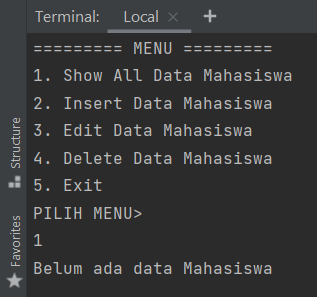 Terminal: Local × +
========= MENU =========
1. Show All Data Mahasiswa
2. Insert Data Mahasiswa
3. Edit Data Mahasiswa
4. Delete Data Mahasiswa
5. Exit
PILIH MENU>
1
Belum ada data Mahasiswa
Structure
Favorites